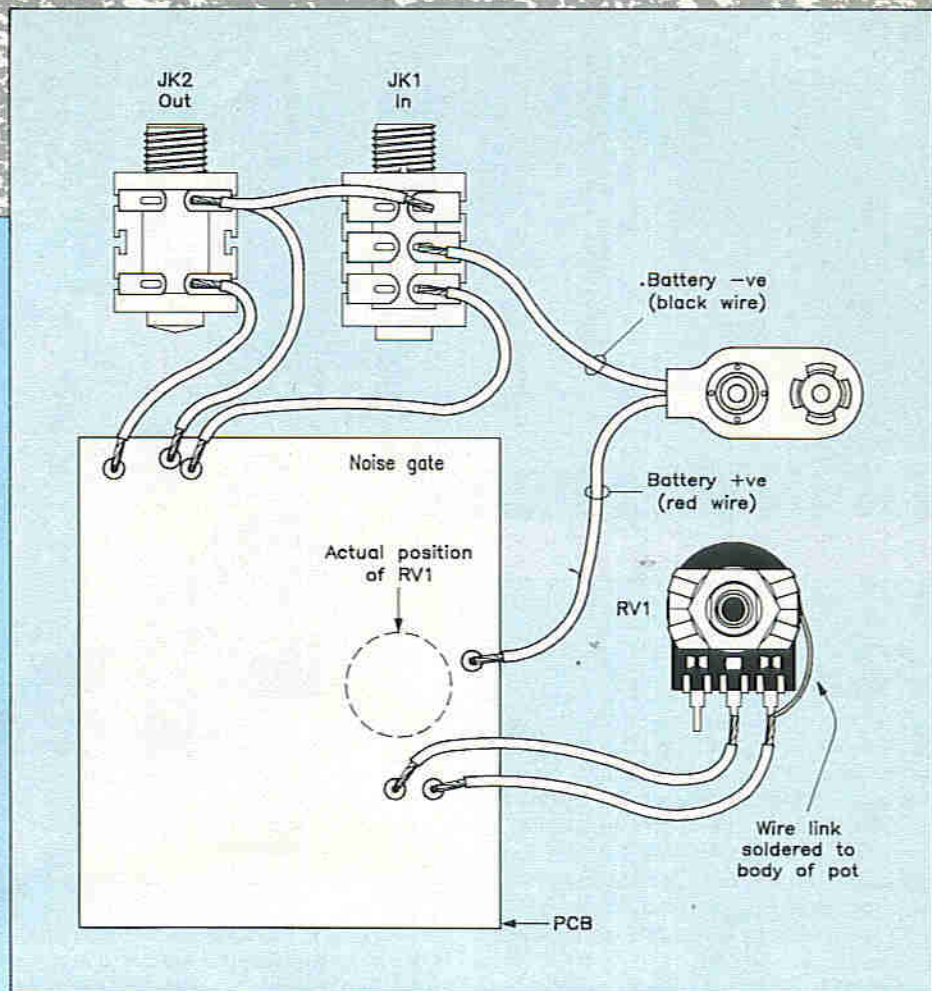 JK2
Out
JK1
In
Battery -ve
(black wire)
Noise gate
Battery +ve
(red wire)
Actual position
of RV1
RV1
Wire link
soldered to
body of pot
PCB